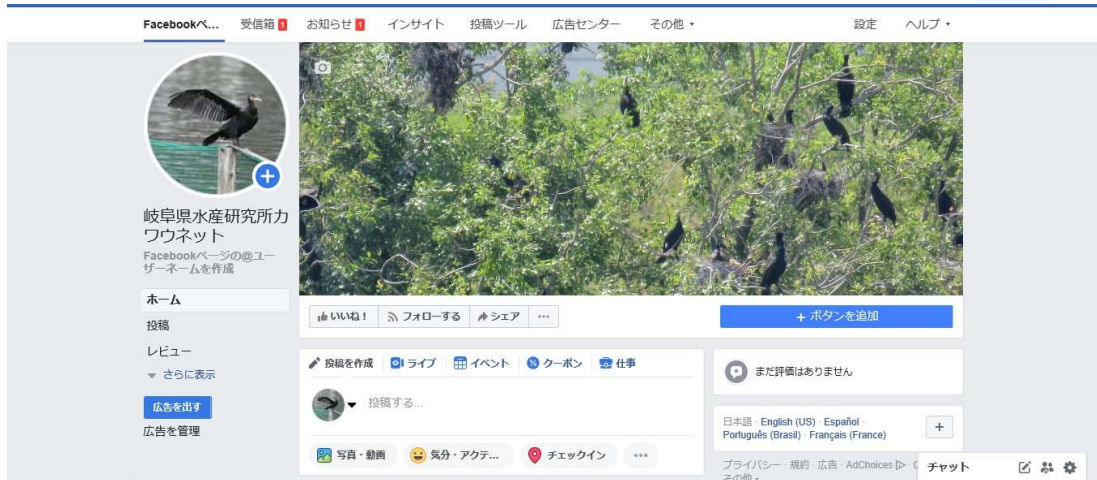 Facebookペ... 受信箱 1 お知らせ 1 インサイト 投稿ツール 広告センター その他 設定 ヘルプ
岐阜県水産研究所カ
ワウネット
Facebookページの@ユー
ザーネームを作成
ホーム
投稿
レビュー
さらに表示
広告を出す
広告を管理
いいね! フォローする シェア ...
+ ボタンを追加
投稿を作成 ライブ イベント クーポン 仕事
投稿する...
写真・動画 気分・アクテ... チェックイン ...
まだ評価はありません
日本語 · English (US) · Español ·
Português (Brasil) · Français (France)
+
プライバシー · 規約 · 広告 · AdChoices
その他
チャット